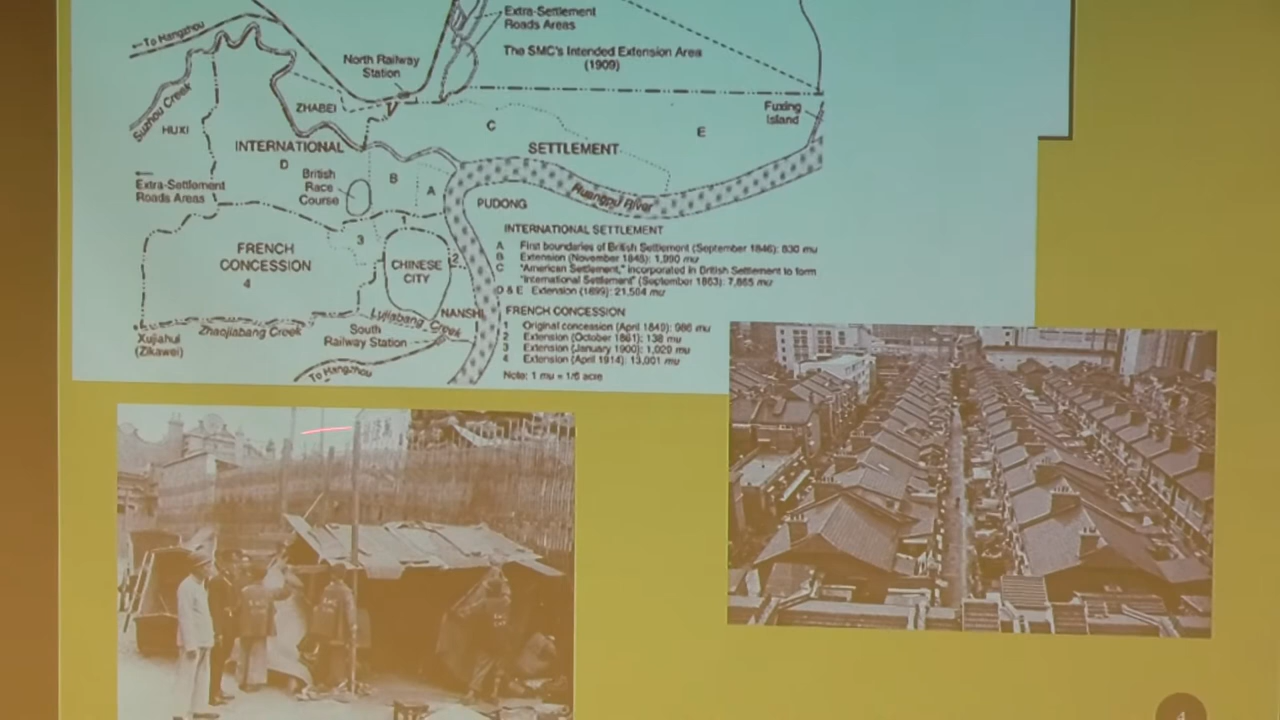 Extra-Settlement
Roads Areas
←To Hangzhou
North Railway
Station
The SMC's Intended Extension Area
(1909)
Suzhou Creek
ZHABEI
HUXI
Fuxing
Island
C
E
INTERNATIONAL
SETTLEMENT
D
British
Race
Course
B
A
Extra-Settlement
Roads Areas
Huangpu River
PUDONG
1
3
FRENCH
CONCESSION
4
CHINESE
CITY
2
NANSHI
Lujiabang Creek
Zhaojiabang Creek
Xujiahui
(Zikawei)
South
Railway Station
To Hangzhou
INTERNATIONAL SETTLEMENT
A First boundaries of British Settlement (September 1846): 830 mu
B Extension (November 1848): 1,990 mu
C "American Settlement," incorporated in British Settlement to form
"International Settlement" (September 1863): 7,865 mu
D & E Extension (1899): 21,584 mu
FRENCH CONCESSION
1 Original concession (April 1849): 986 mu
2 Extension (October 1861): 138 mu
3 Extension (January 1900): 1,029 mu
4 Extension (April 1914): 13,001 mu
Note: 1 mu = 1/6 acre